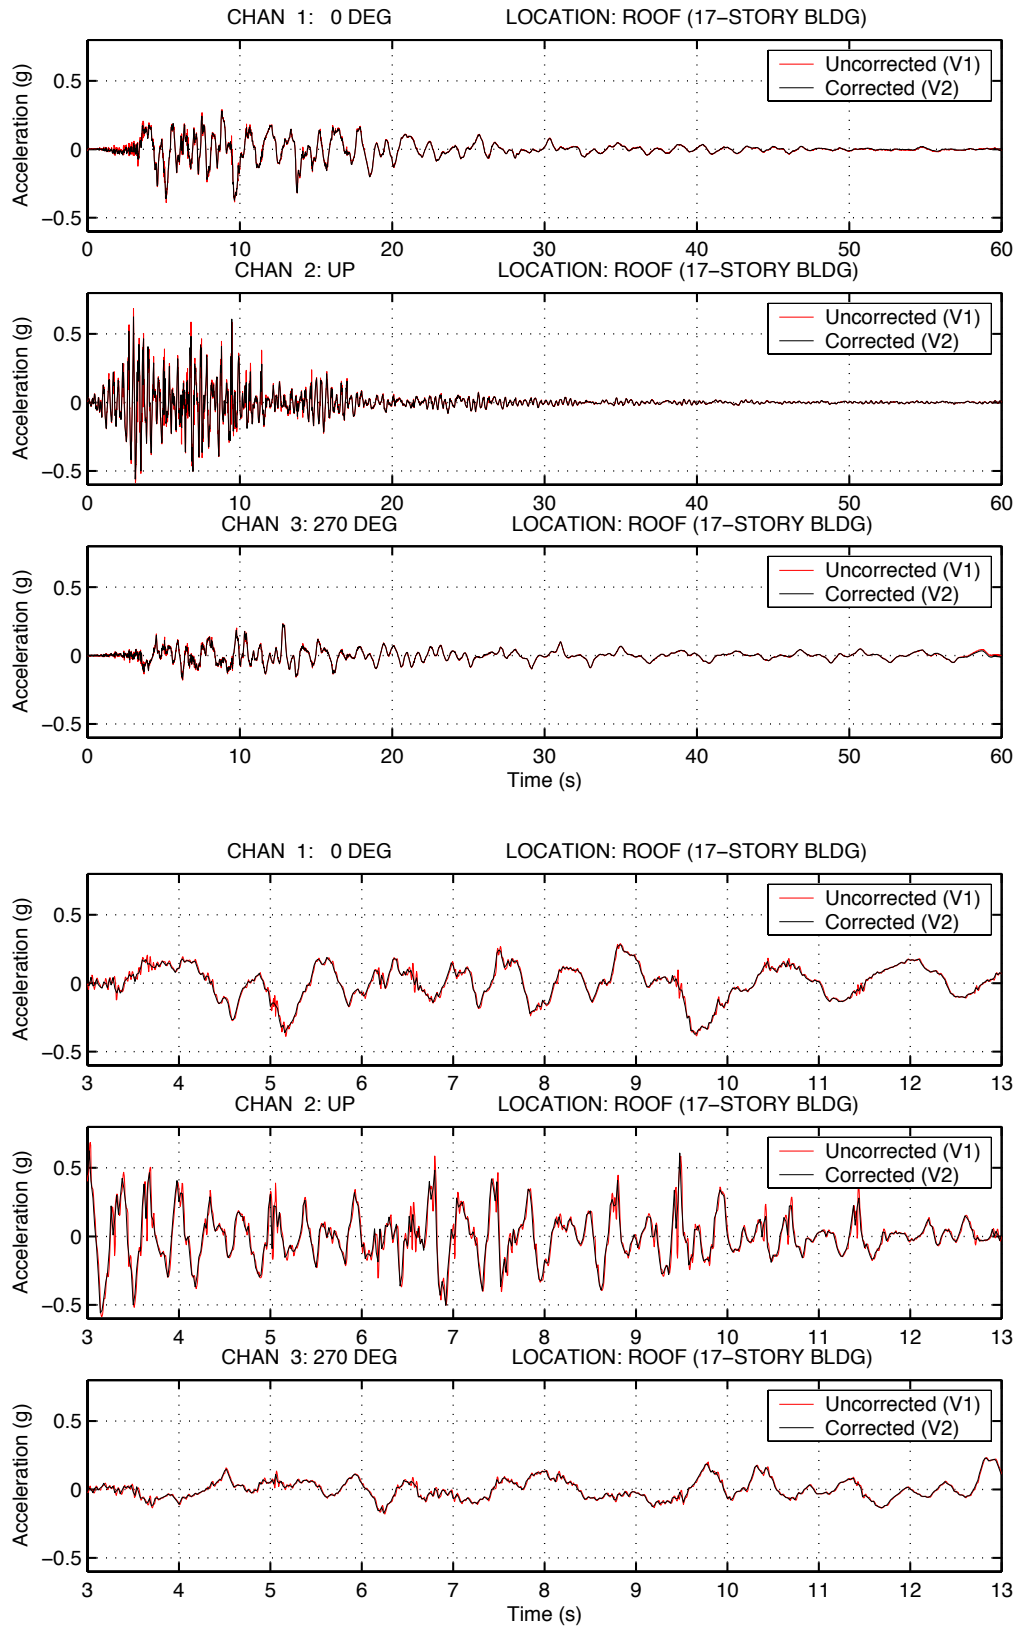 CHAN 1: 0 DEG LOCATION: ROOF (17−STORY BLDG)
Uncorrected (V1)
Corrected (V2)
Acceleration (g)
0.5
0
−0.5
0 10 20 30 40 50 60
CHAN 2: UP LOCATION: ROOF (17−STORY BLDG)
Uncorrected (V1)
Corrected (V2)
Acceleration (g)
0.5
0
−0.5
0 10 20 30 40 50 60
CHAN 3: 270 DEG LOCATION: ROOF (17−STORY BLDG)
Uncorrected (V1)
Corrected (V2)
Acceleration (g)
0.5
0
−0.5
0 10 20 30 40 50 60
Time (s)
CHAN 1: 0 DEG LOCATION: ROOF (17−STORY BLDG)
Uncorrected (V1)
Corrected (V2)
Acceleration (g)
0.5
0
−0.5
3 4 5 6 7 8 9 10 11 12 13
CHAN 2: UP LOCATION: ROOF (17−STORY BLDG)
Uncorrected (V1)
Corrected (V2)
Acceleration (g)
0.5
0
−0.5
3 4 5 6 7 8 9 10 11 12 13
CHAN 3: 270 DEG LOCATION: ROOF (17−STORY BLDG)
Uncorrected (V1)
Corrected (V2)
Acceleration (g)
0.5
0
−0.5
3 4 5 6 7 8 9 10 11 12 13
Time (s)